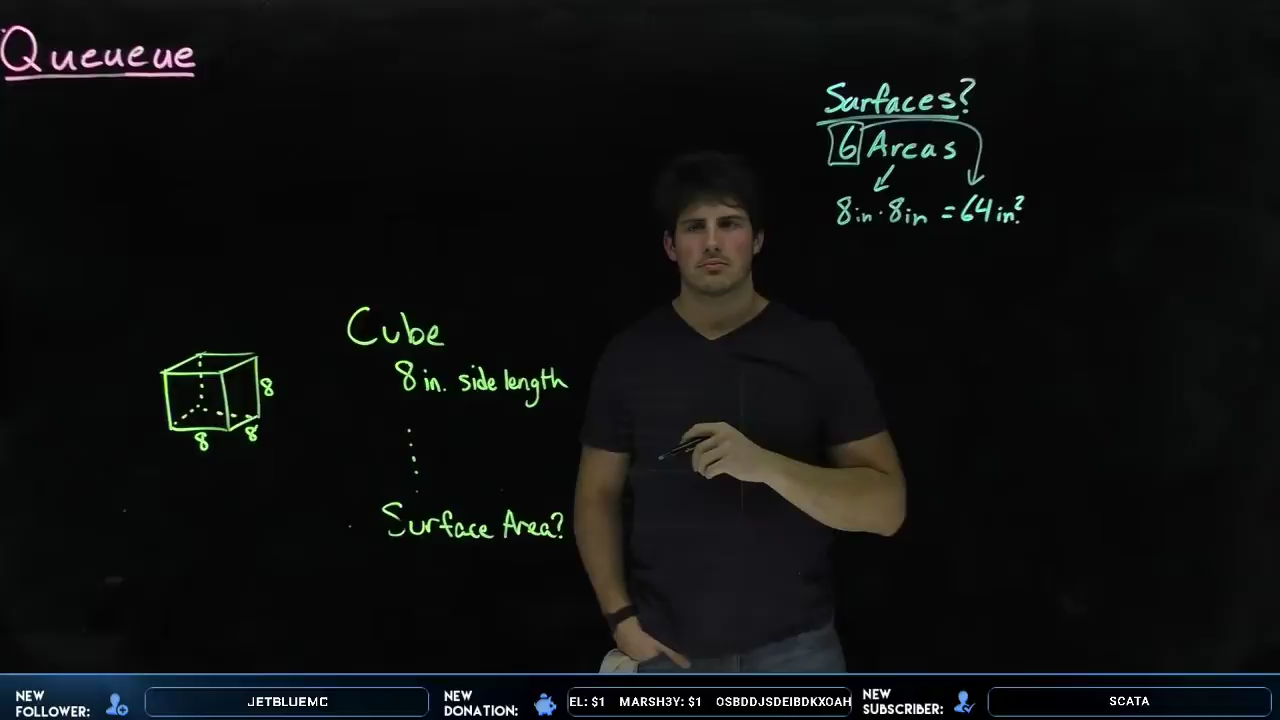 Queueue
Surfaces?
6 Areas
8in · 8in = 64in²
Cube
8 in. side length
8
8
8
Surface Area?
NEW FOLLOWER:
JETBLUEMC
NEW DONATION:
EL: $1 MARSH3Y: $1 OSBDDJSDEIBDKXOAH
NEW SUBSCRIBER:
SCATA